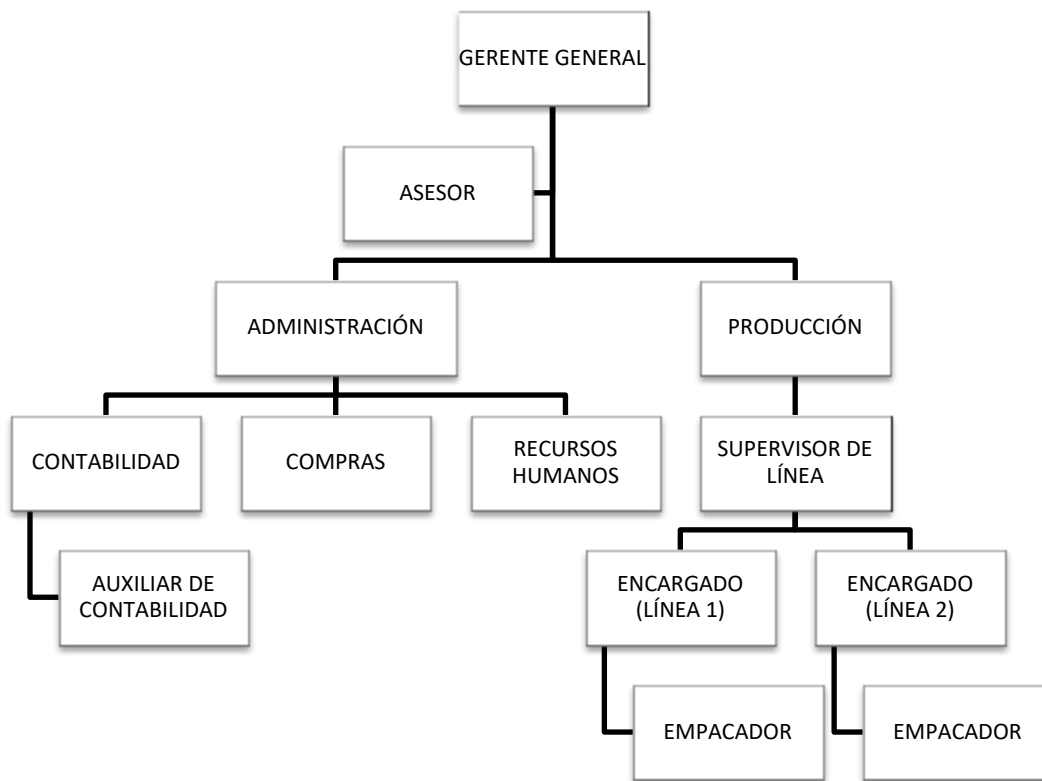 GERENTE GENERAL
ASESOR
ADMINISTRACIÓN
PRODUCCIÓN
CONTABILIDAD
COMPRAS
RECURSOS
HUMANOS
SUPERVISOR DE
LÍNEA
AUXILIAR DE
CONTABILIDAD
ENCARGADO
(LÍNEA 1)
ENCARGADO
(LÍNEA 2)
EMPACADOR
EMPACADOR